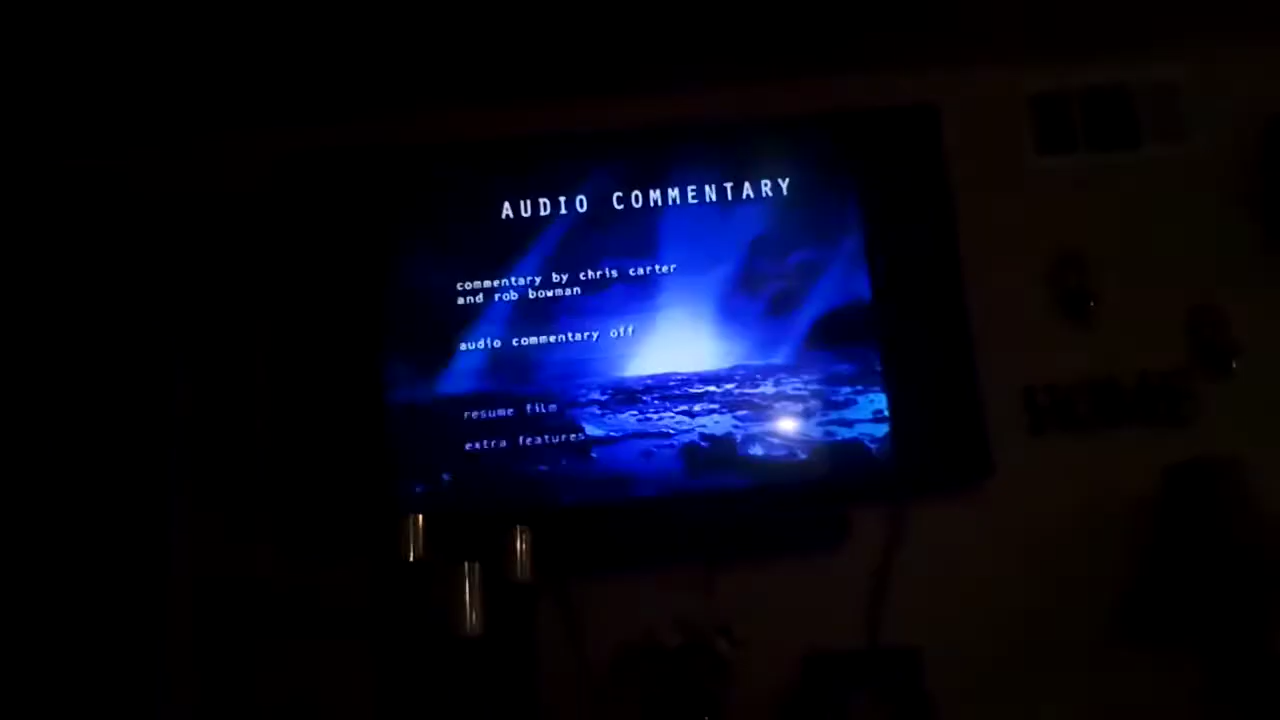 AUDIO COMMENTARY
commentary by chris carter
and rob bowman
audio commentary off
resume film
extra features